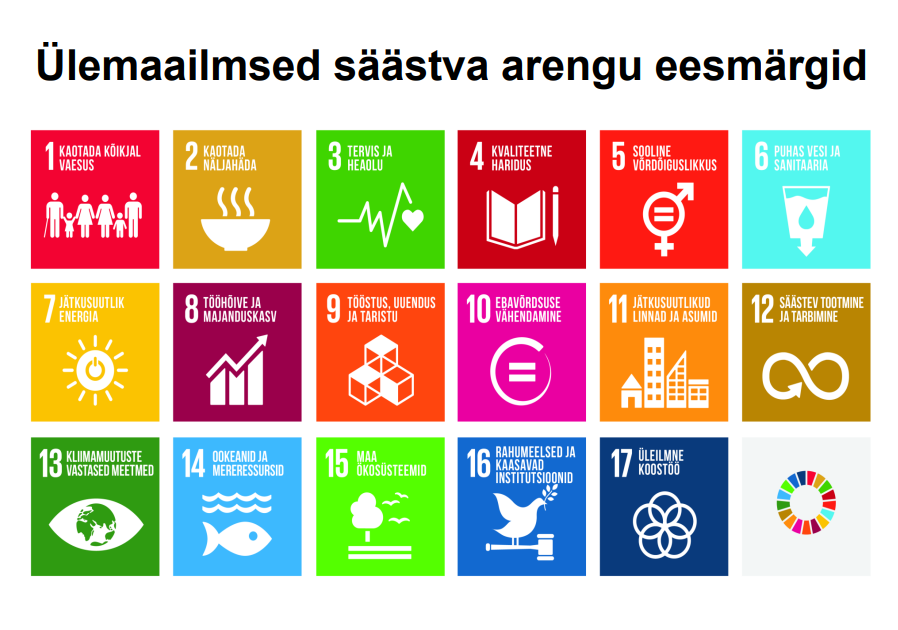 Ülemaailmsed säästva arengu eesmärgid
1 KAOTADA KÕIKJAL
VAESUS
2 KAOTADA
NÄLJAHÄDA
3 TERVIS JA
HEAOLU
4 KVALITEETNE
HARIDUS
5 SOOLINE
VÕRDÕIGUSLIKKUS
6 PUHAS VESI JA
SANITAARIA
7 JÄTKUSUUTLIK
ENERGIA
8 TÖÖHÕIVE JA
MAJANDUSKASV
9 TÖÖSTUS, UUENDUS
JA TARISTU
10 EBAVÕRDSUSE
VÄHENDAMINE
11 JÄTKUSUUTLIKUD
LINNAD JA ASUMID
12 SÄÄSTEV TOOTMINE
JA TARBIMINE
13 KLIIMAMUUTUSTE
VASTASED MEETMED
14 OOKEANID JA
MERERESSURSID
15 MAA
ÖKOSÜSTEEMID
16 RAHUMEELSED JA
KAASAVAD
INSTITUTSIOONID
17 ÜLEILMNE
KOOSTÖÖ